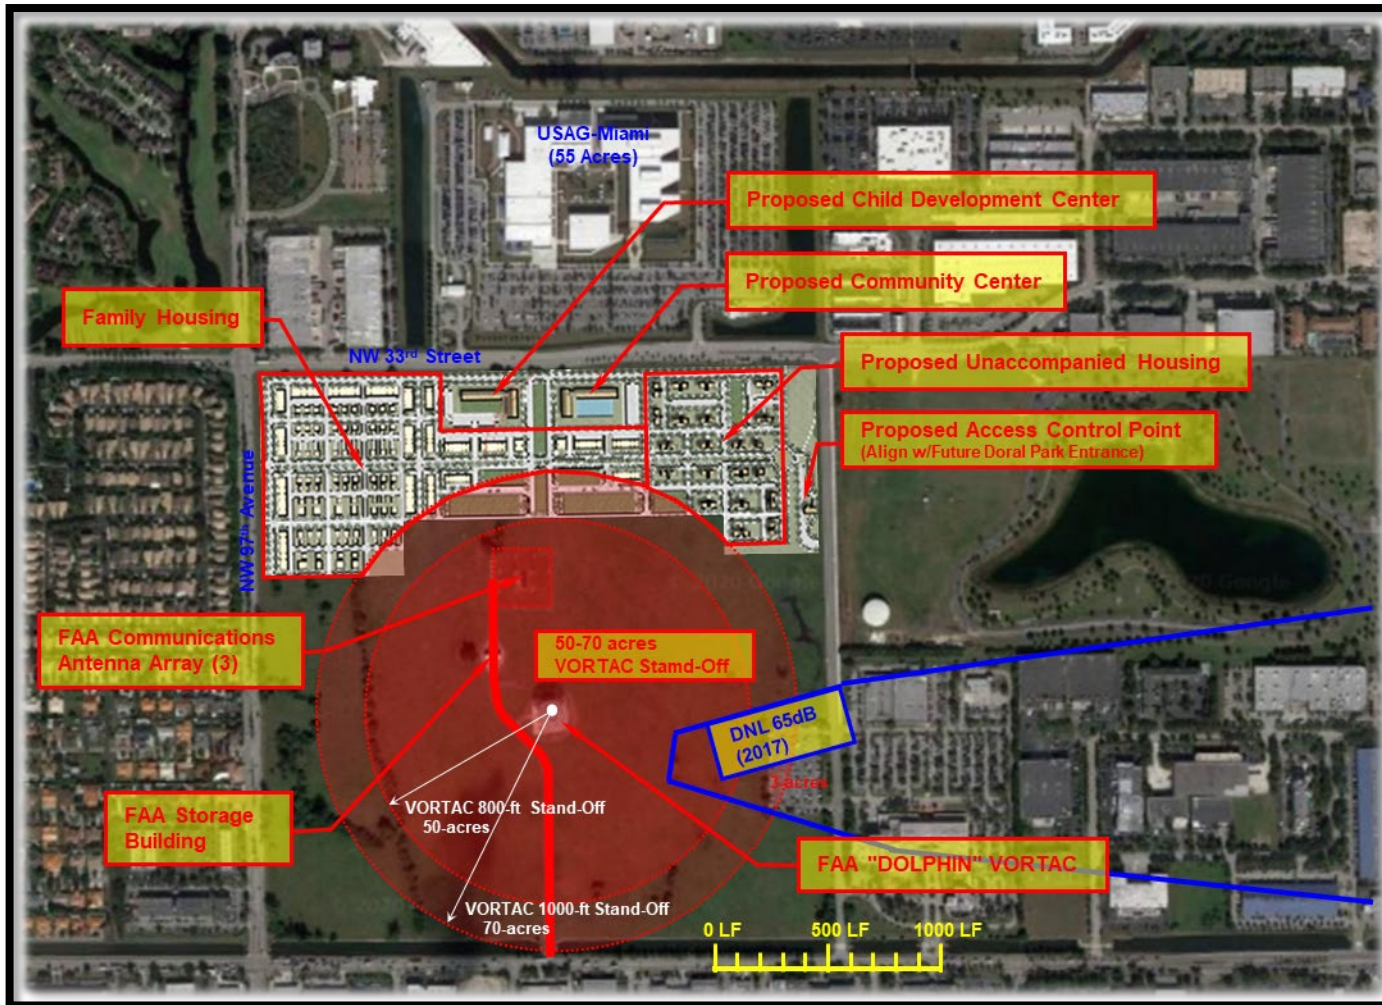 USAG-Miami
(55 Acres)
Proposed Child Development Center
Proposed Community Center
Family Housing
NW 33rd Street
Proposed Unaccompanied Housing
Proposed Access Control Point
(Align w/Future Doral Park Entrance)
NW 97th Avenue
FAA Communications
Antenna Array (3)
50-70 acres
VORTAC Stamd-Off
DNL 65dB
(2017)
3 acres
VORTAC 800-ft Stand-Off
50-acres
FAA Storage
Building
FAA "DOLPHIN" VORTAC
VORTAC 1000-ft Stand-Off
70-acres
0 LF 500 LF 1000 LF